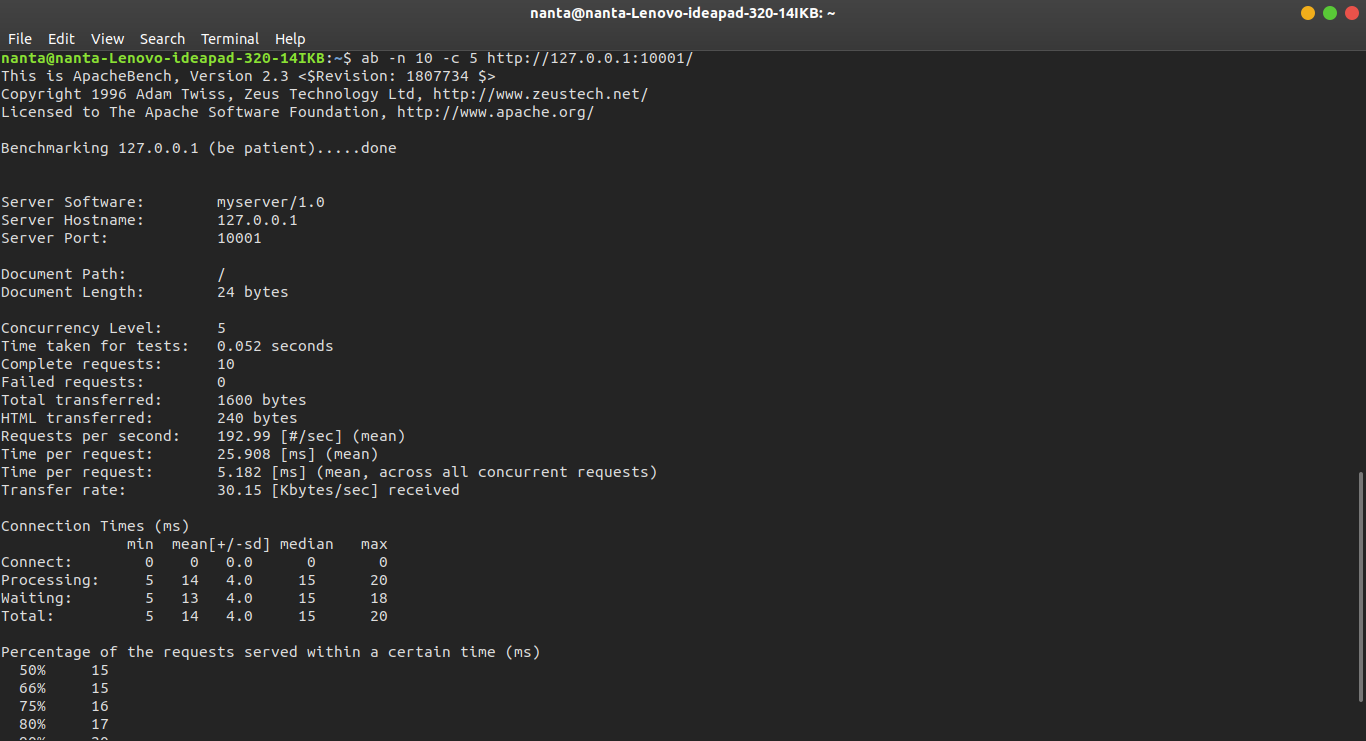 nanta@nanta-Lenovo-ideapad-320-14IKB: ~
File Edit View Search Terminal Help
nanta@nanta-Lenovo-ideapad-320-14IKB:~$ ab -n 10 -c 5 http://127.0.0.1:10001/
This is ApacheBench, Version 2.3 <$Revision: 1807734 $>
Copyright 1996 Adam Twiss, Zeus Technology Ltd, http://www.zeustech.net/
Licensed to The Apache Software Foundation, http://www.apache.org/

Benchmarking 127.0.0.1 (be patient).....done


Server Software:        myserver/1.0
Server Hostname:        127.0.0.1
Server Port:            10001

Document Path:          /
Document Length:        24 bytes

Concurrency Level:      5
Time taken for tests:   0.052 seconds
Complete requests:      10
Failed requests:        0
Total transferred:      1600 bytes
HTML transferred:       240 bytes
Requests per second:    192.99 [#/sec] (mean)
Time per request:       25.908 [ms] (mean)
Time per request:       5.182 [ms] (mean, across all concurrent requests)
Transfer rate:          30.15 [Kbytes/sec] received

Connection Times (ms)
              min  mean[+/-sd] median   max
Connect:        0    0   0.0      0       0
Processing:     5   14   4.0     15      20
Waiting:        5   13   4.0     15      18
Total:          5   14   4.0     15      20

Percentage of the requests served within a certain time (ms)
  50%     15
  66%     15
  75%     16
  80%     17